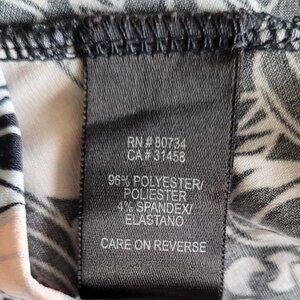 RN # 80734
CA # 31458
96% POLYESTER/
POLIESTER
4% SPANDEX/
ELASTANO
CARE ON REVERSE